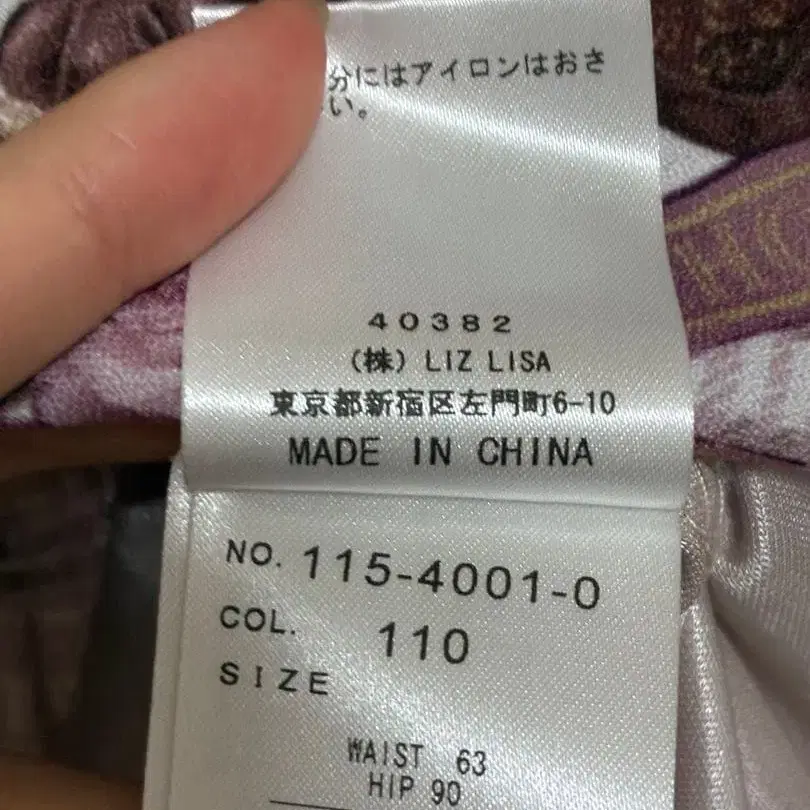 分にはアイロンはおさ
い。
40382
(株) LIZ LISA
東京都新宿区左門町6-10
MADE IN CHINA
NO. 115-4001-0
COL. 110
SIZE
WAIST 63
HIP 90